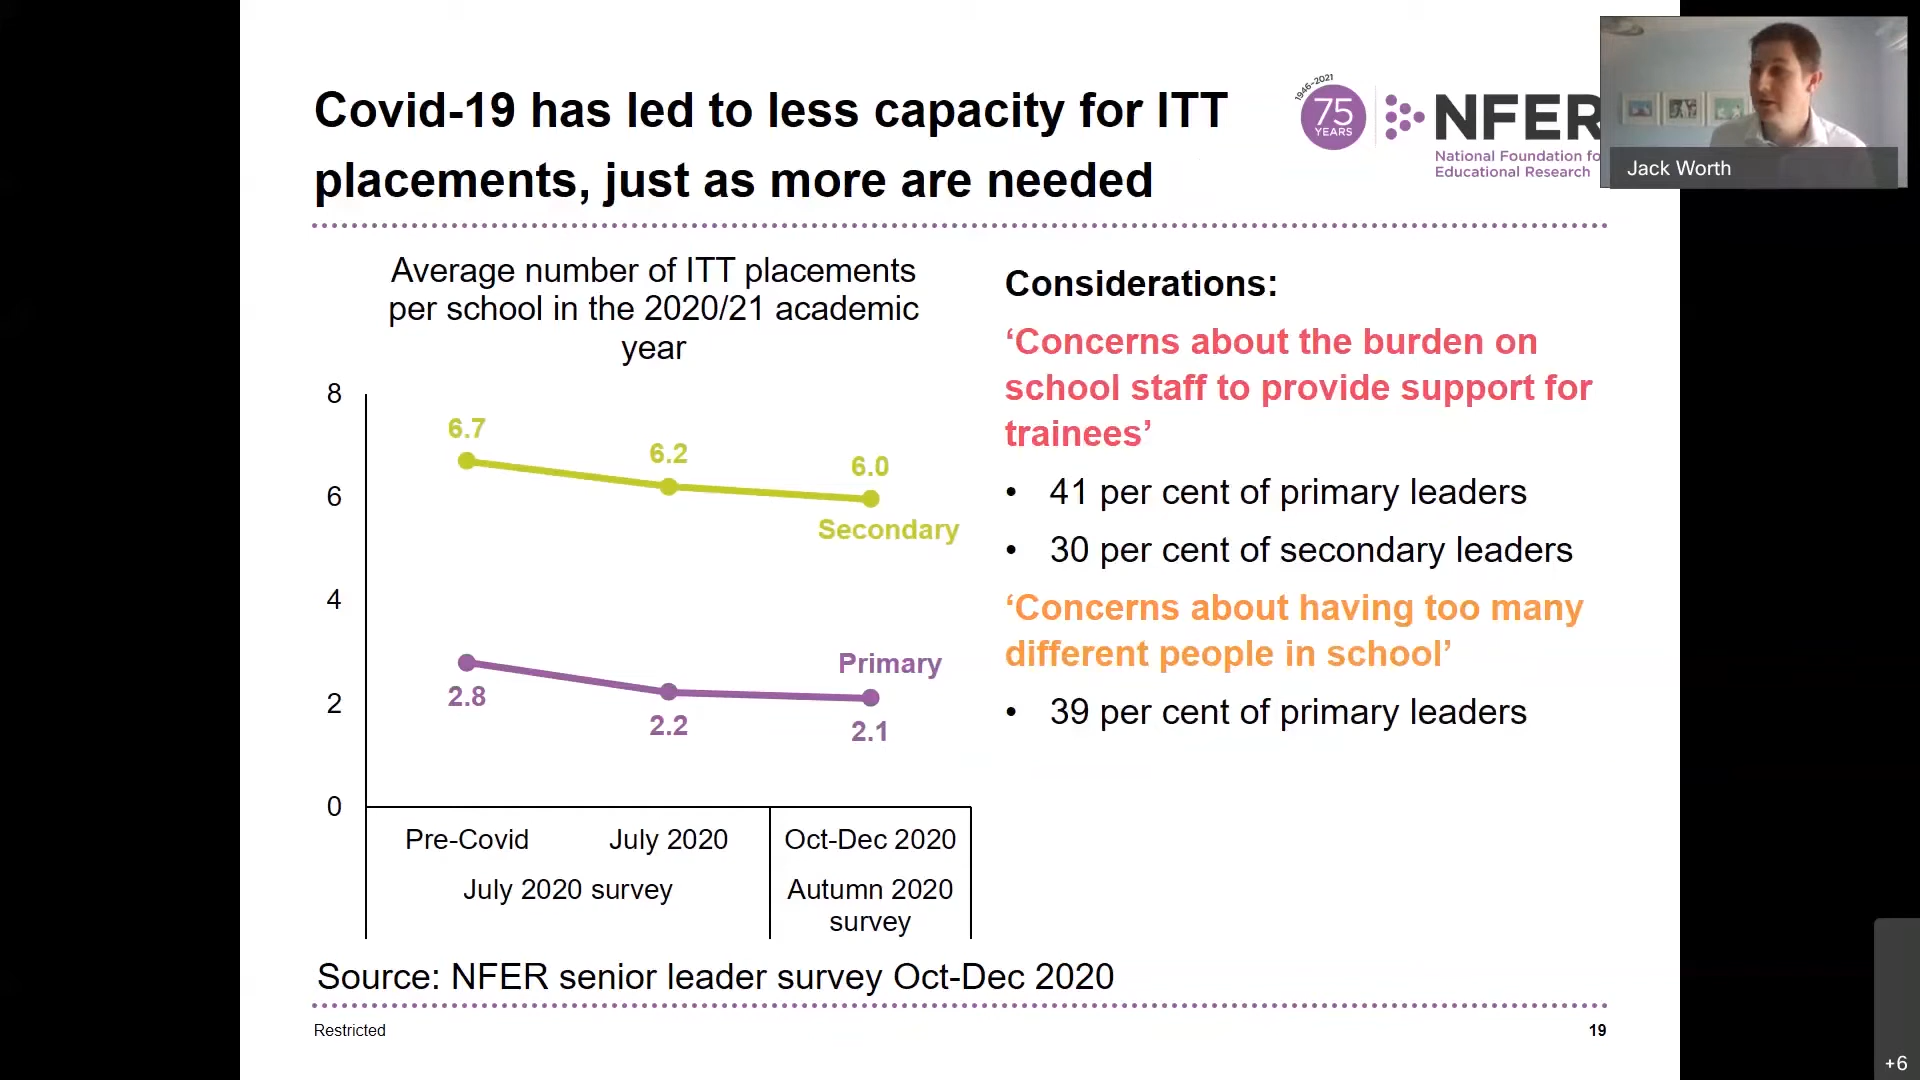 Covid-19 has led to less capacity for ITT
placements, just as more are needed
1946-2021
75
YEARS
NFER
National Foundation fo
Educational Research
Jack Worth
Average number of ITT placements
per school in the 2020/21 academic
year
8
6
4
2
0
6.7
6.2
6.0
Secondary
Primary
2.8
2.2
2.1
Pre-Covid
July 2020
Oct-Dec 2020
July 2020 survey
Autumn 2020
survey
Source: NFER senior leader survey Oct-Dec 2020
Considerations:
‘Concerns about the burden on
school staff to provide support for
trainees’
• 41 per cent of primary leaders
• 30 per cent of secondary leaders
‘Concerns about having too many
different people in school’
• 39 per cent of primary leaders
Restricted
19
+6